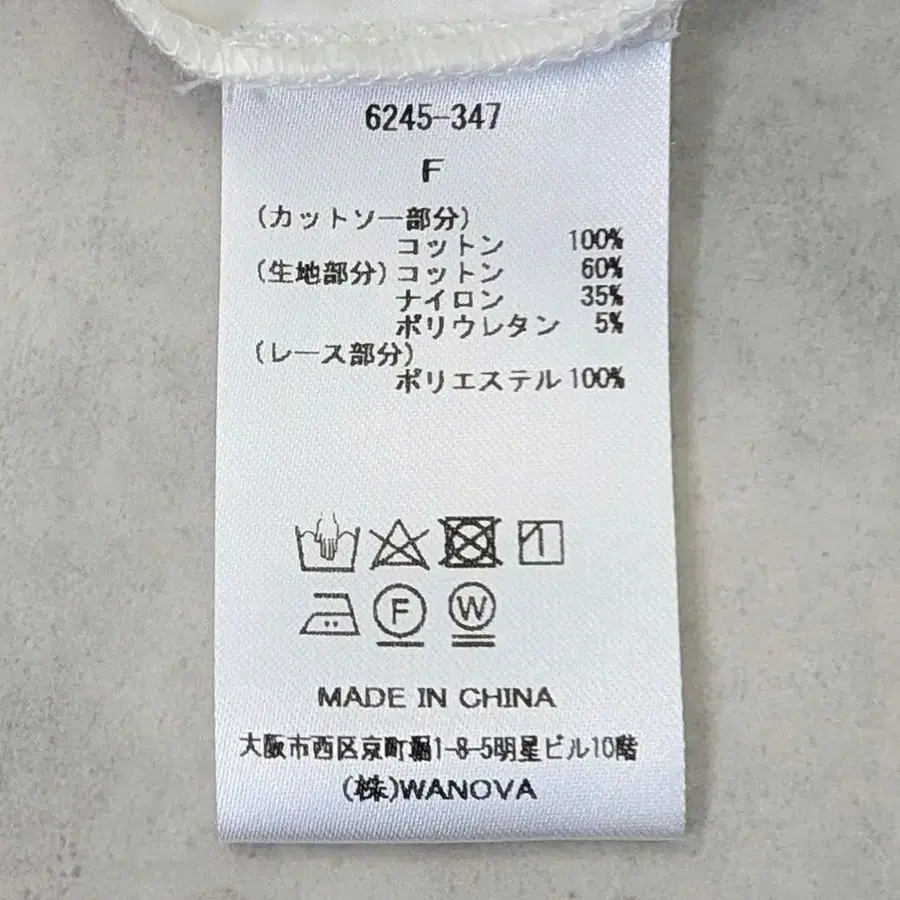 6245-347
F
(カットソー部分)
コットン 100%
(生地部分) コットン 60%
ナイロン 35%
ポリウレタン 5%
(レース部分)
ポリエステル 100%
1
F W
MADE IN CHINA
大阪市西区京町堀1-8-5明星ビル10階
(株)WANOVA